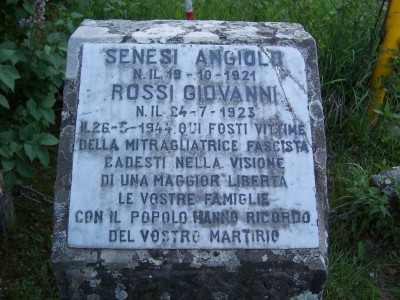 SENESI ANGIOLO
N. IL 19-10-1921
ROSSI GIOVANNI
N. IL 24-7-1923
IL 26-5-1944 QUI FOSTI VITTIME
DELLA MITRAGLIATRICE FASCISTA
CADESTI NELLA VISIONE
DI UNA MAGGIOR LIBERTÀ
LE VOSTRE FAMIGLIE
CON IL POPOLO HANNO RICORDO
DEL VOSTRO MARTIRIO